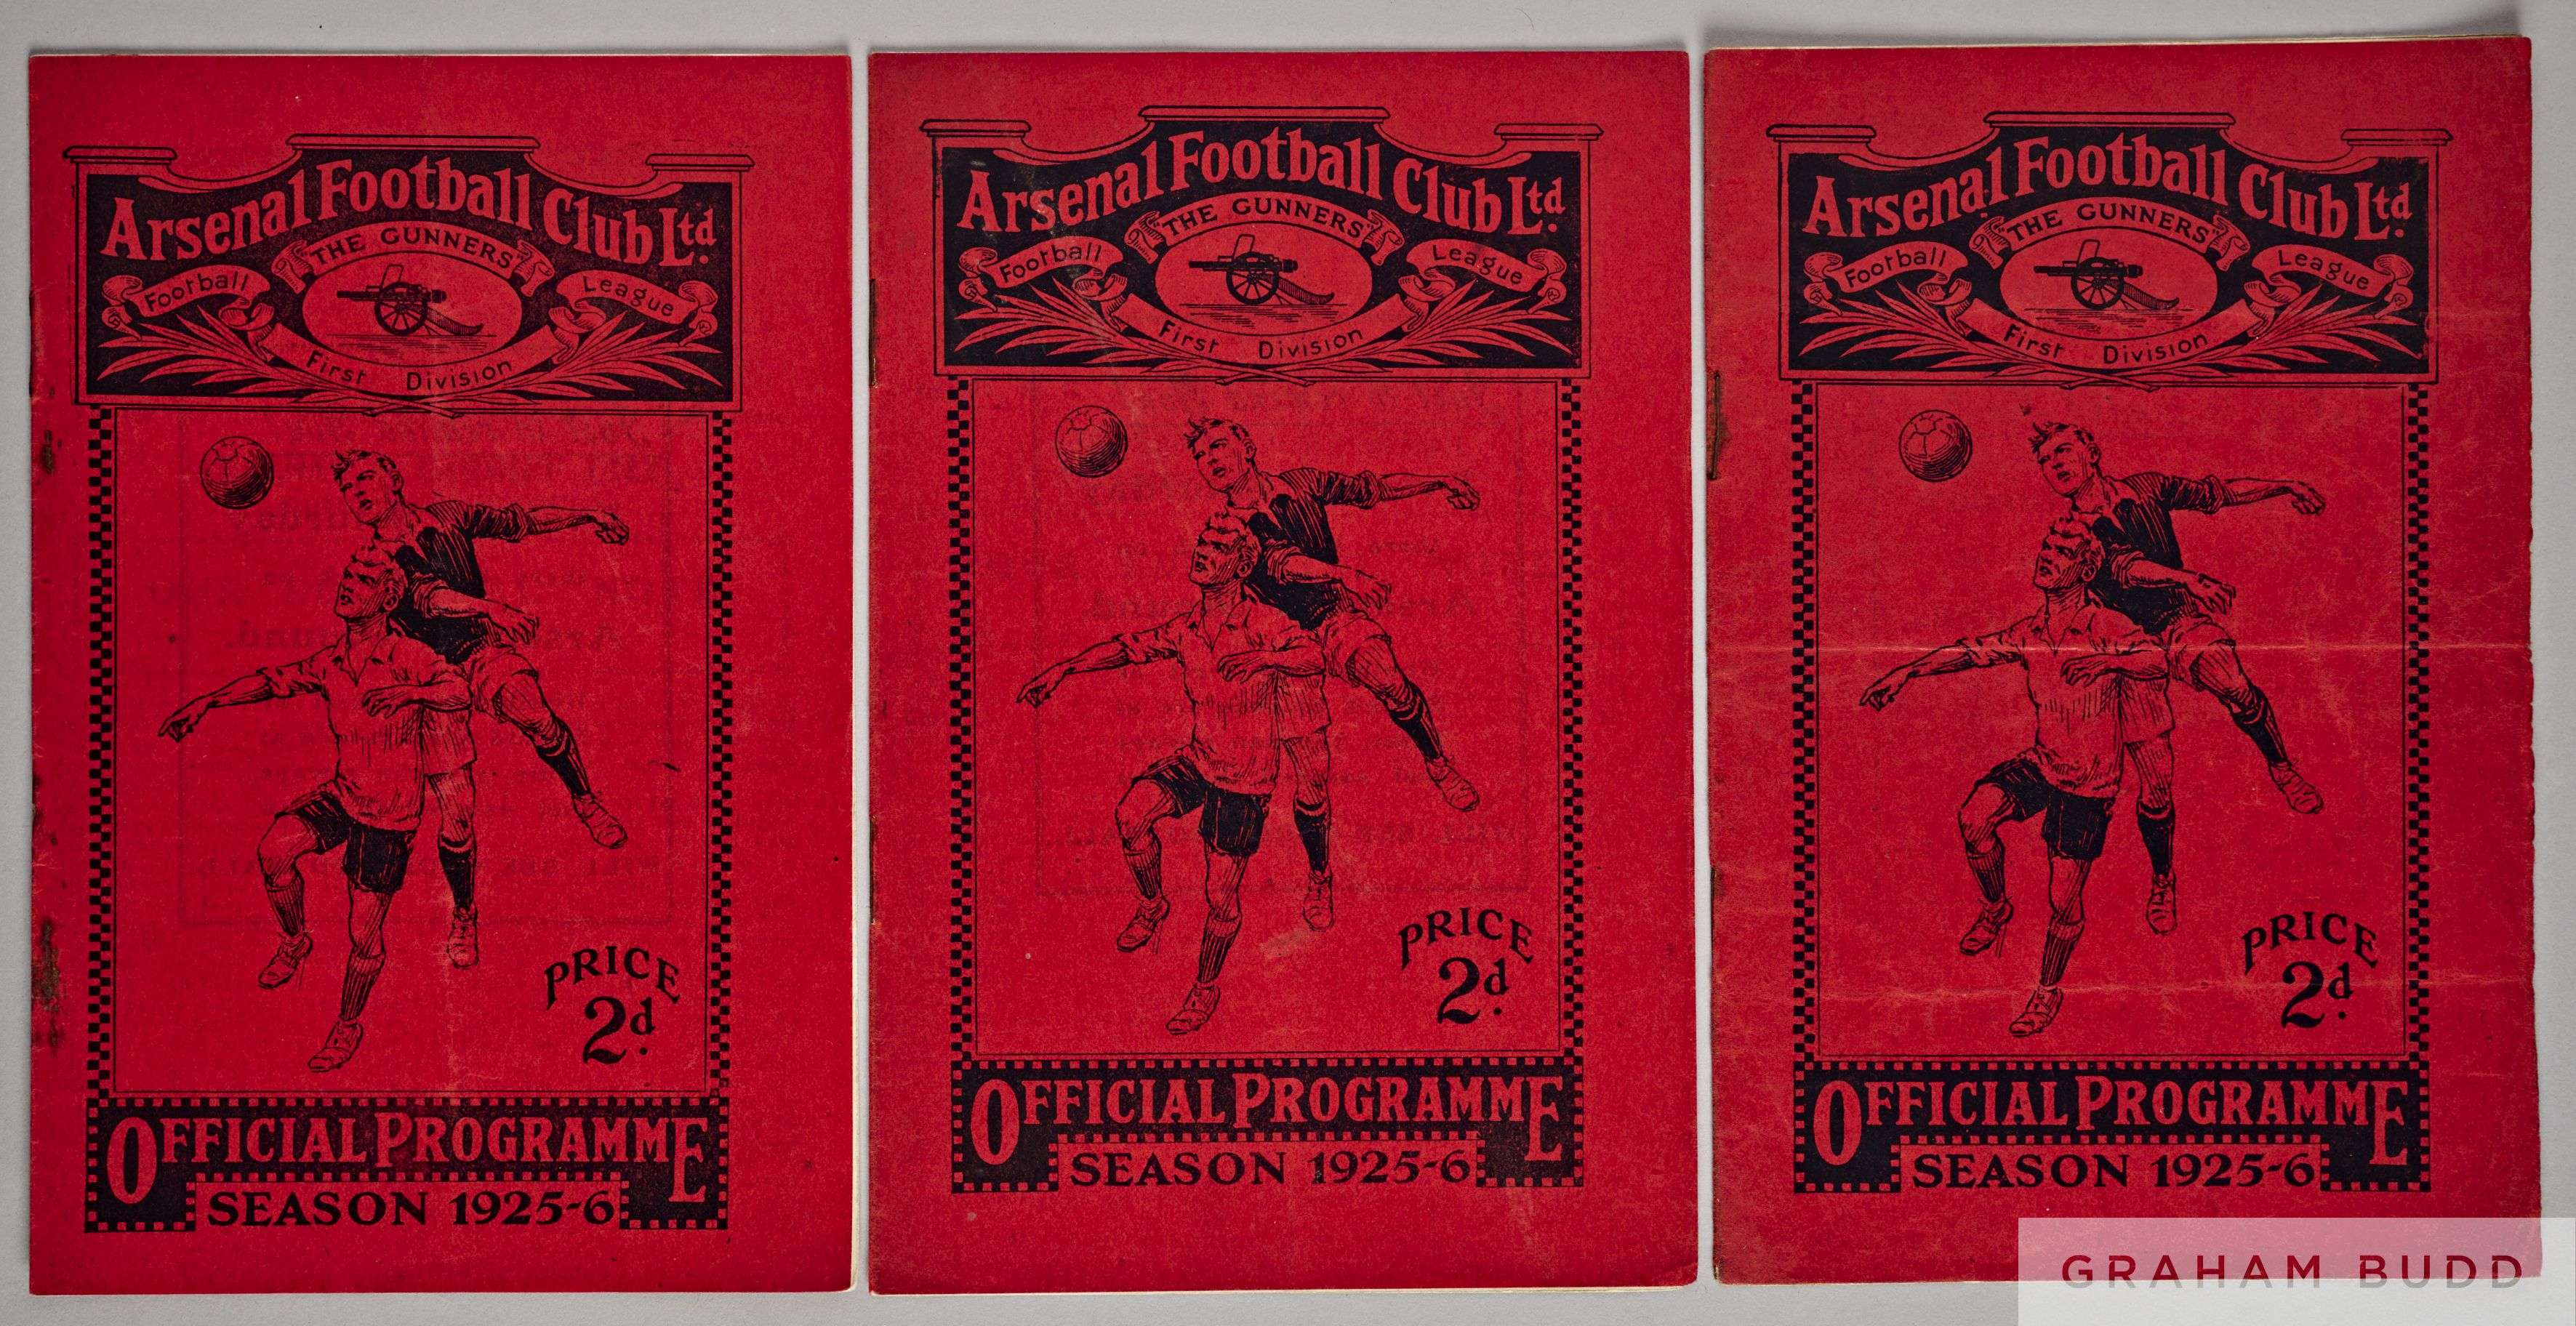 Arsenal Football Club Ltd.
"THE GUNNERS"
Football League
First Division
PRICE
2d.
OFFICIAL PROGRAMME
SEASON 1925-6
Arsenal Football Club Ltd.
"THE GUNNERS"
Football League
First Division
PRICE
2d.
OFFICIAL PROGRAMME
SEASON 1925-6
Arsenal Football Club Ltd.
"THE GUNNERS"
Football League
First Division
PRICE
2d.
OFFICIAL PROGRAMME
SEASON 1925-6
GRAHAM BUDD